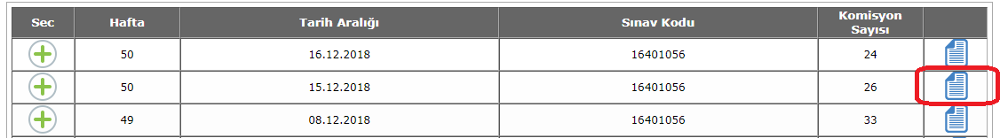 Sec Hafta Tarih Aralığı Sınav Kodu Komisyon Sayısı
50 16.12.2018 16401056 24
50 15.12.2018 16401056 26
49 08.12.2018 16401056 33